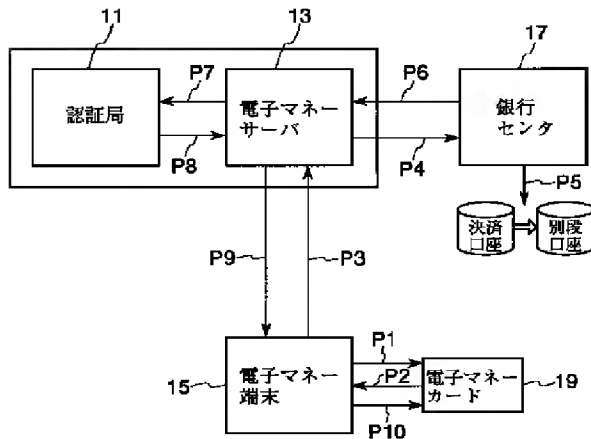 11
13
17
P7
P6
認証局
電子マネー
サーバ
銀行
センタ
P8
P4
P5
決済
口座
別段
口座
P9
P3
P1
15
電子マネー
端末
P2
電子マネー
カード
19
P10